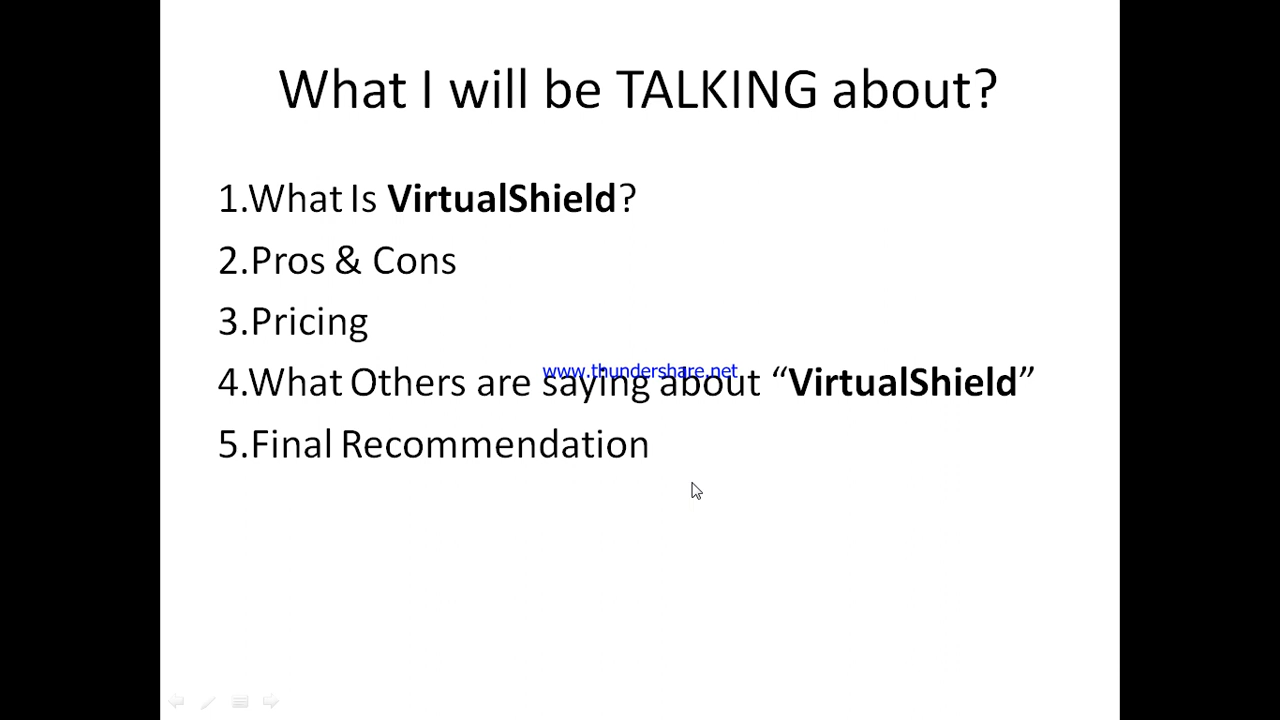 What I will be TALKING about?
1.What Is VirtualShield?
2.Pros & Cons
3.Pricing
www.thundershare.net
4.What Others are saying about “VirtualShield”
5.Final Recommendation